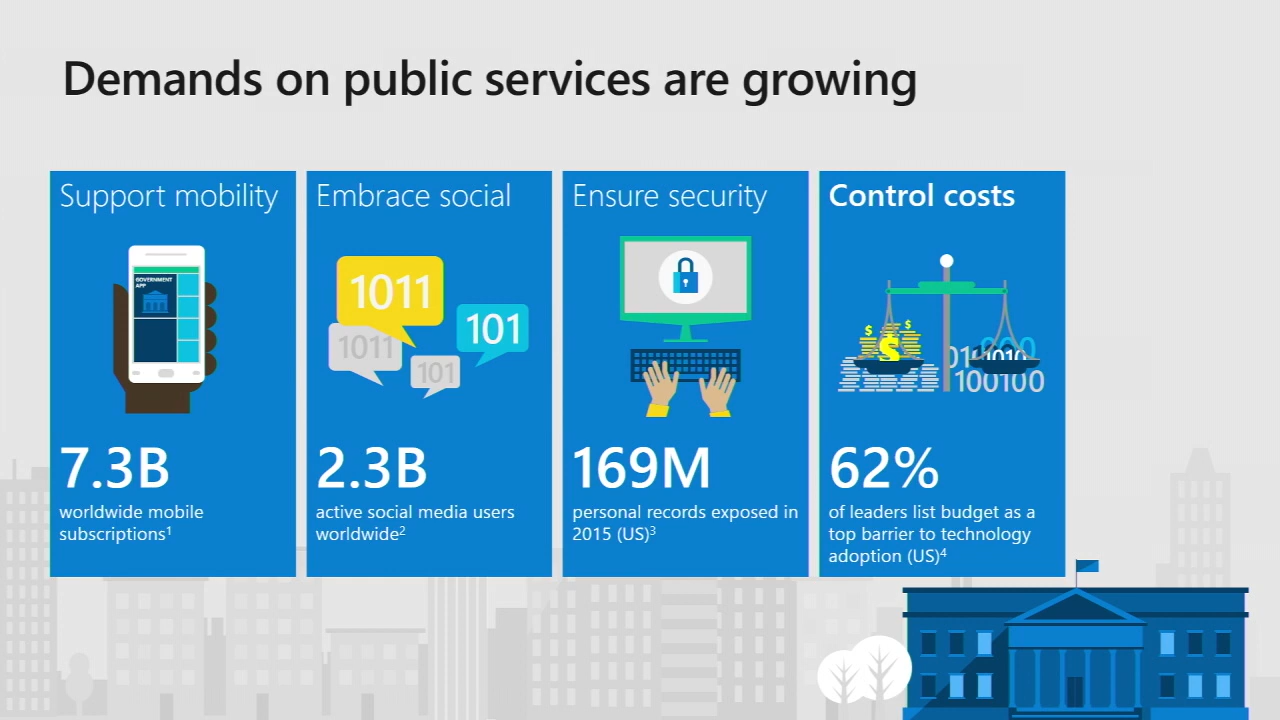 Demands on public services are growing
Support mobility
GOVERNMENT
APP
7.3B
worldwide mobile
subscriptions¹
Embrace social
1011
101
1011
101
2.3B
active social media users
worldwide²
Ensure security
169M
personal records exposed in
2015 (US)³
Control costs
$
$
$
1010
100100
62%
of leaders list budget as a
top barrier to technology
adoption (US)⁴